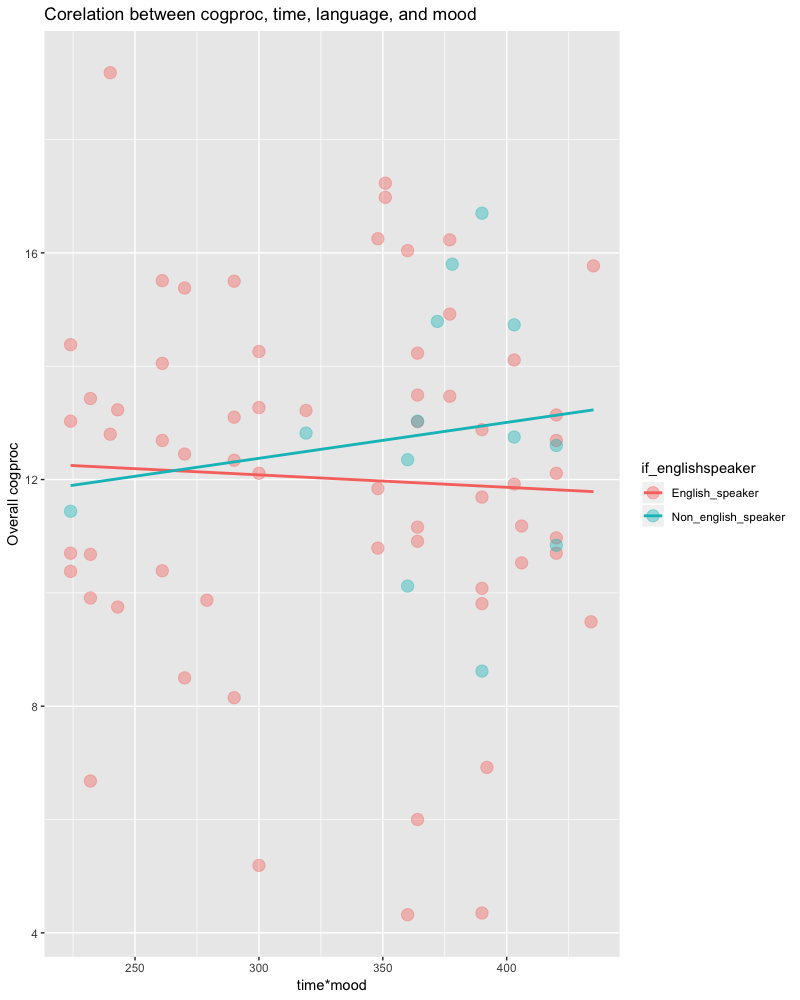 Corelation between cogproc, time, language, and mood
Overall cogproc
16
12
8
4
250
300
350
400
time*mood
if_englishspeaker
English_speaker
Non_english_speaker